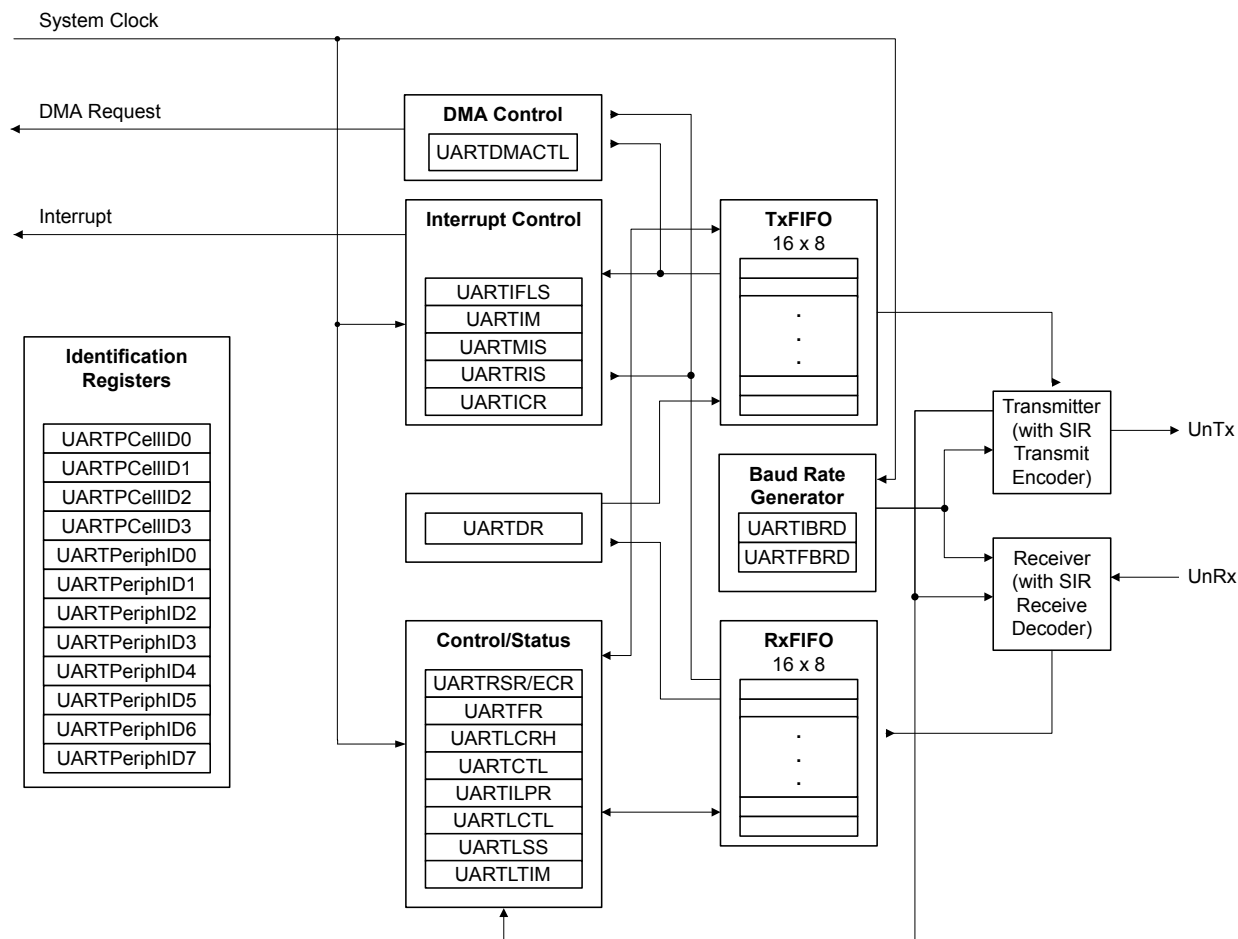 System Clock
DMA Request
DMA Control
UARTDMACTL
Interrupt
Interrupt Control
UARTIFLS
UARTIM
UARTMIS
UARTRIS
UARTICR
TxFIFO
16 x 8
.
.
.
Identification
Registers
UARTPCellID0
UARTPCellID1
UARTPCellID2
UARTPCellID3
UARTPeriphID0
UARTPeriphID1
UARTPeriphID2
UARTPeriphID3
UARTPeriphID4
UARTPeriphID5
UARTPeriphID6
UARTPeriphID7
UARTDR
Baud Rate
Generator
UARTIBRD
UARTFBRD
Transmitter
(with SIR
Transmit
Encoder)
UnTx
Receiver
(with SIR
Receive
Decoder)
UnRx
Control/Status
UARTRSR/ECR
UARTFR
UARTLCRH
UARTCTL
UARTILPR
UARTLCTL
UARTLSS
UARTLTIM
RxFIFO
16 x 8
.
.
.